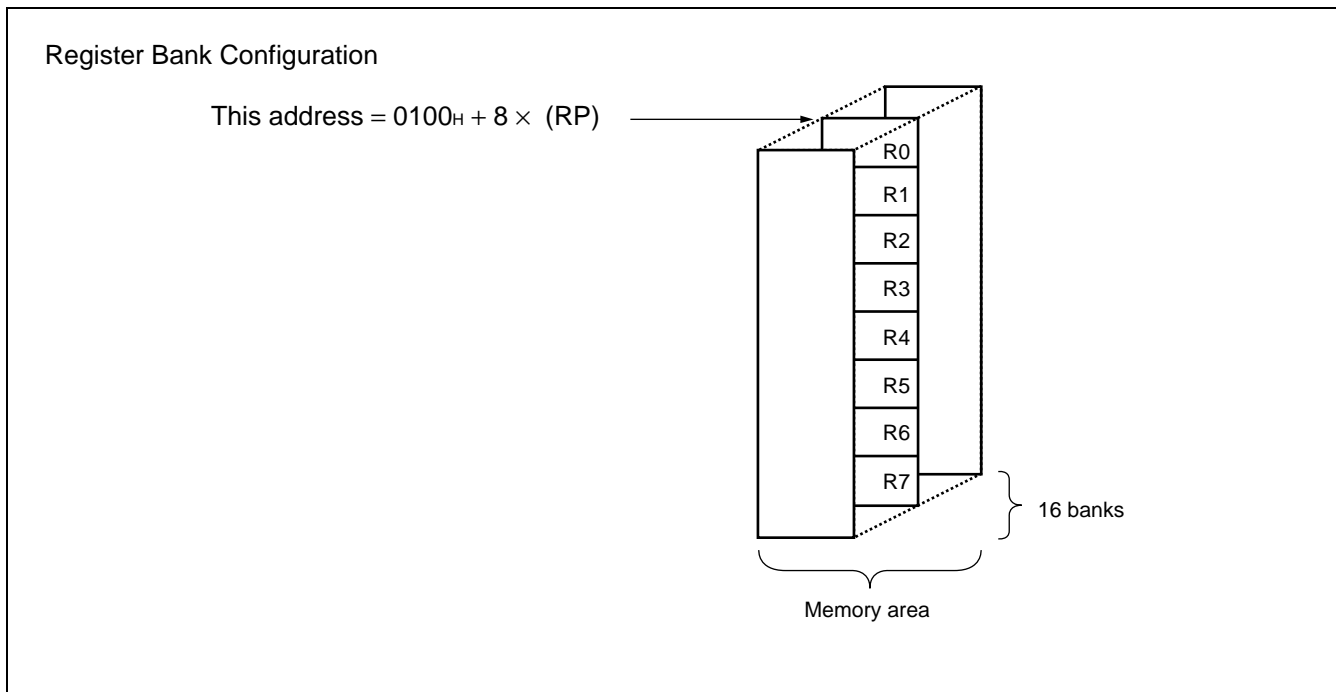 Register Bank Configuration
This address = 0100H + 8 × (RP)
R0
R1
R2
R3
R4
R5
R6
R7
16 banks
Memory area